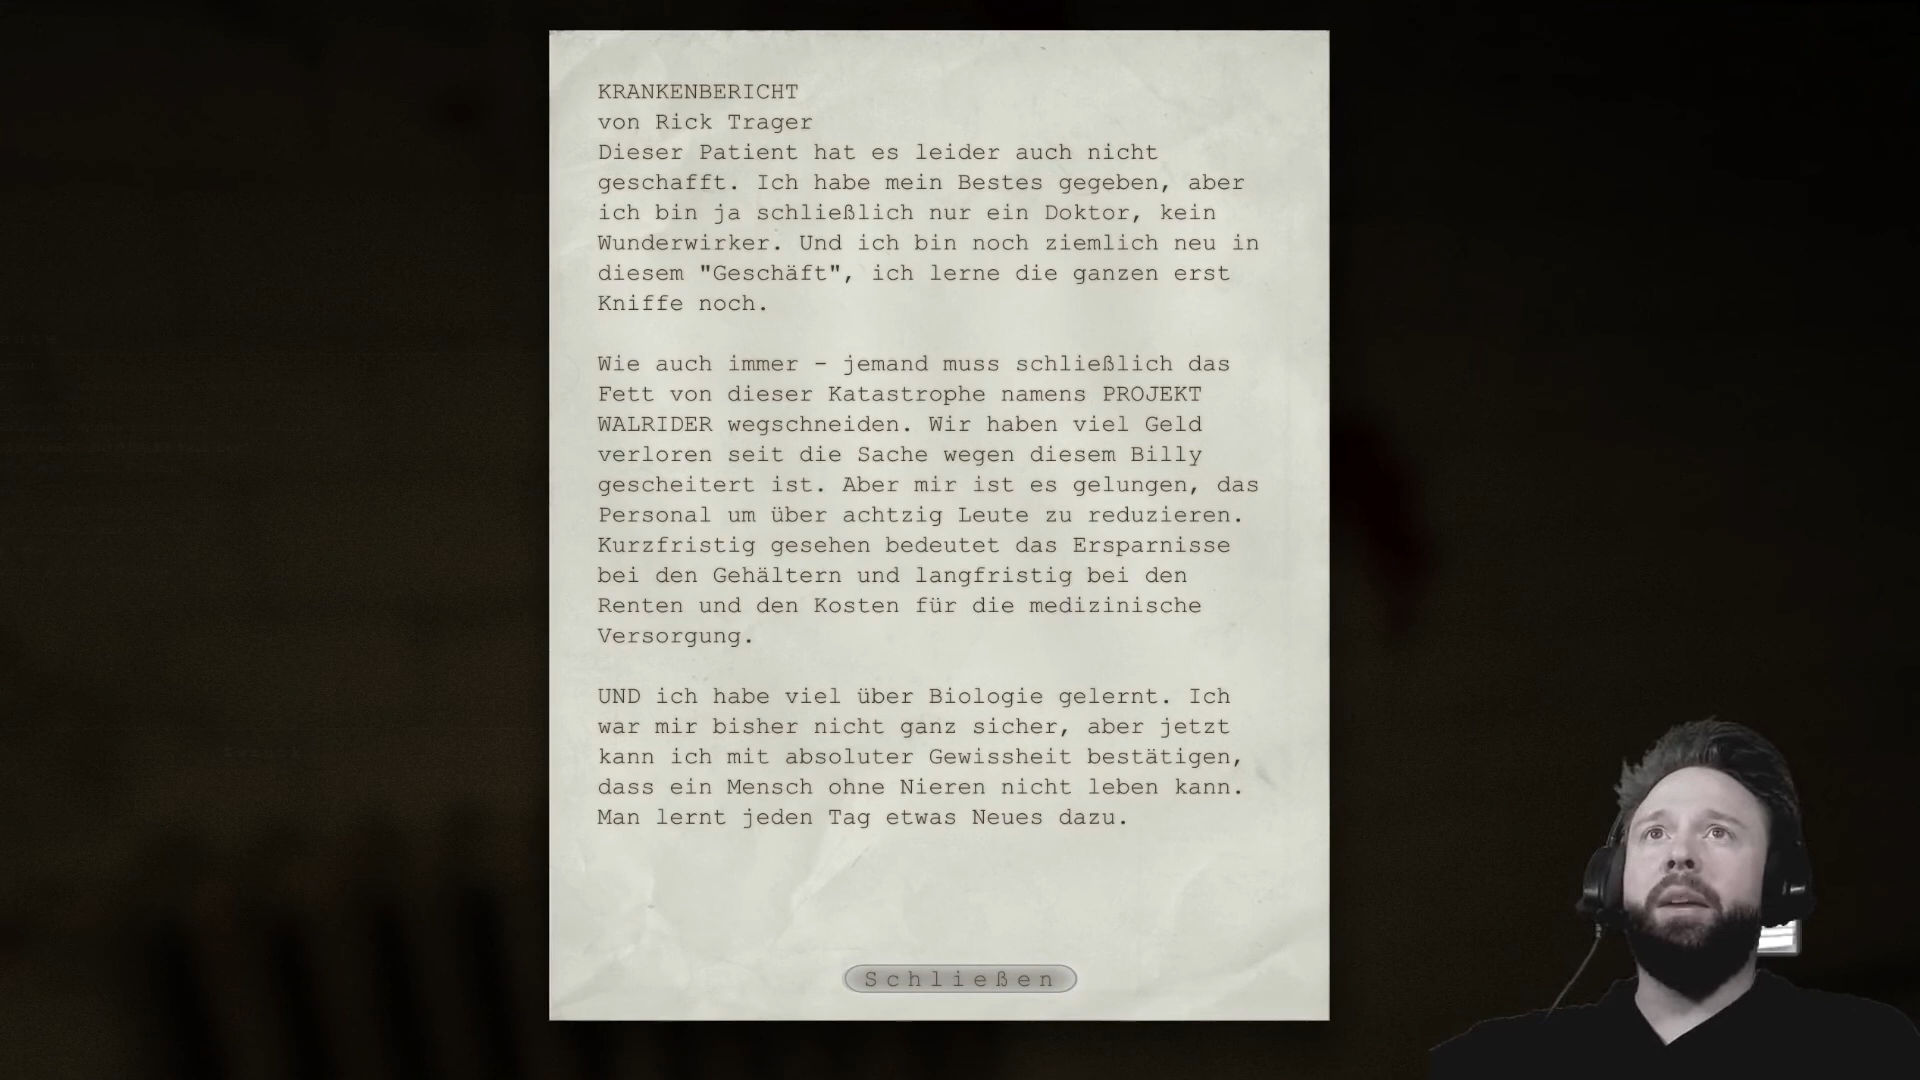 KRANKENBERICHT
von Rick Trager
Dieser Patient hat es leider auch nicht
geschafft. Ich habe mein Bestes gegeben, aber
ich bin ja schließlich nur ein Doktor, kein
Wunderwirker. Und ich bin noch ziemlich neu in
diesem "Geschäft", ich lerne die ganzen erst
Kniffe noch.
Wie auch immer - jemand muss schließlich das
Fett von dieser Katastrophe namens PROJEKT
WALRIDER wegschneiden. Wir haben viel Geld
verloren seit die Sache wegen diesem Billy
gescheitert ist. Aber mir ist es gelungen, das
Personal um über achtzig Leute zu reduzieren.
Kurzfristig gesehen bedeutet das Ersparnisse
bei den Gehältern und langfristig bei den
Renten und den Kosten für die medizinische
Versorgung.
UND ich habe viel über Biologie gelernt. Ich
war mir bisher nicht ganz sicher, aber jetzt
kann ich mit absoluter Gewissheit bestätigen,
dass ein Mensch ohne Nieren nicht leben kann.
Man lernt jeden Tag etwas Neues dazu.
Schließen